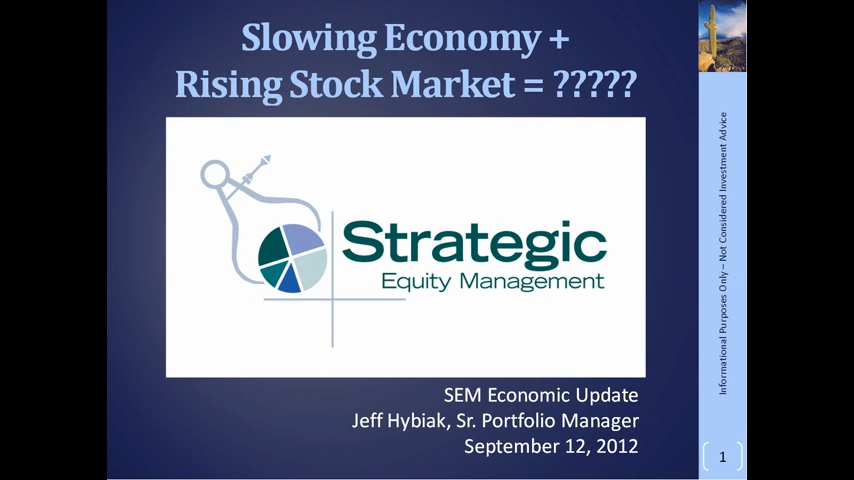 Slowing Economy +
Rising Stock Market = ?????
Strategic
Equity Management
SEM Economic Update
Jeff Hybiak, Sr. Portfolio Manager
September 12, 2012
Informational Purposes Only – Not Considered Investment Advice
1